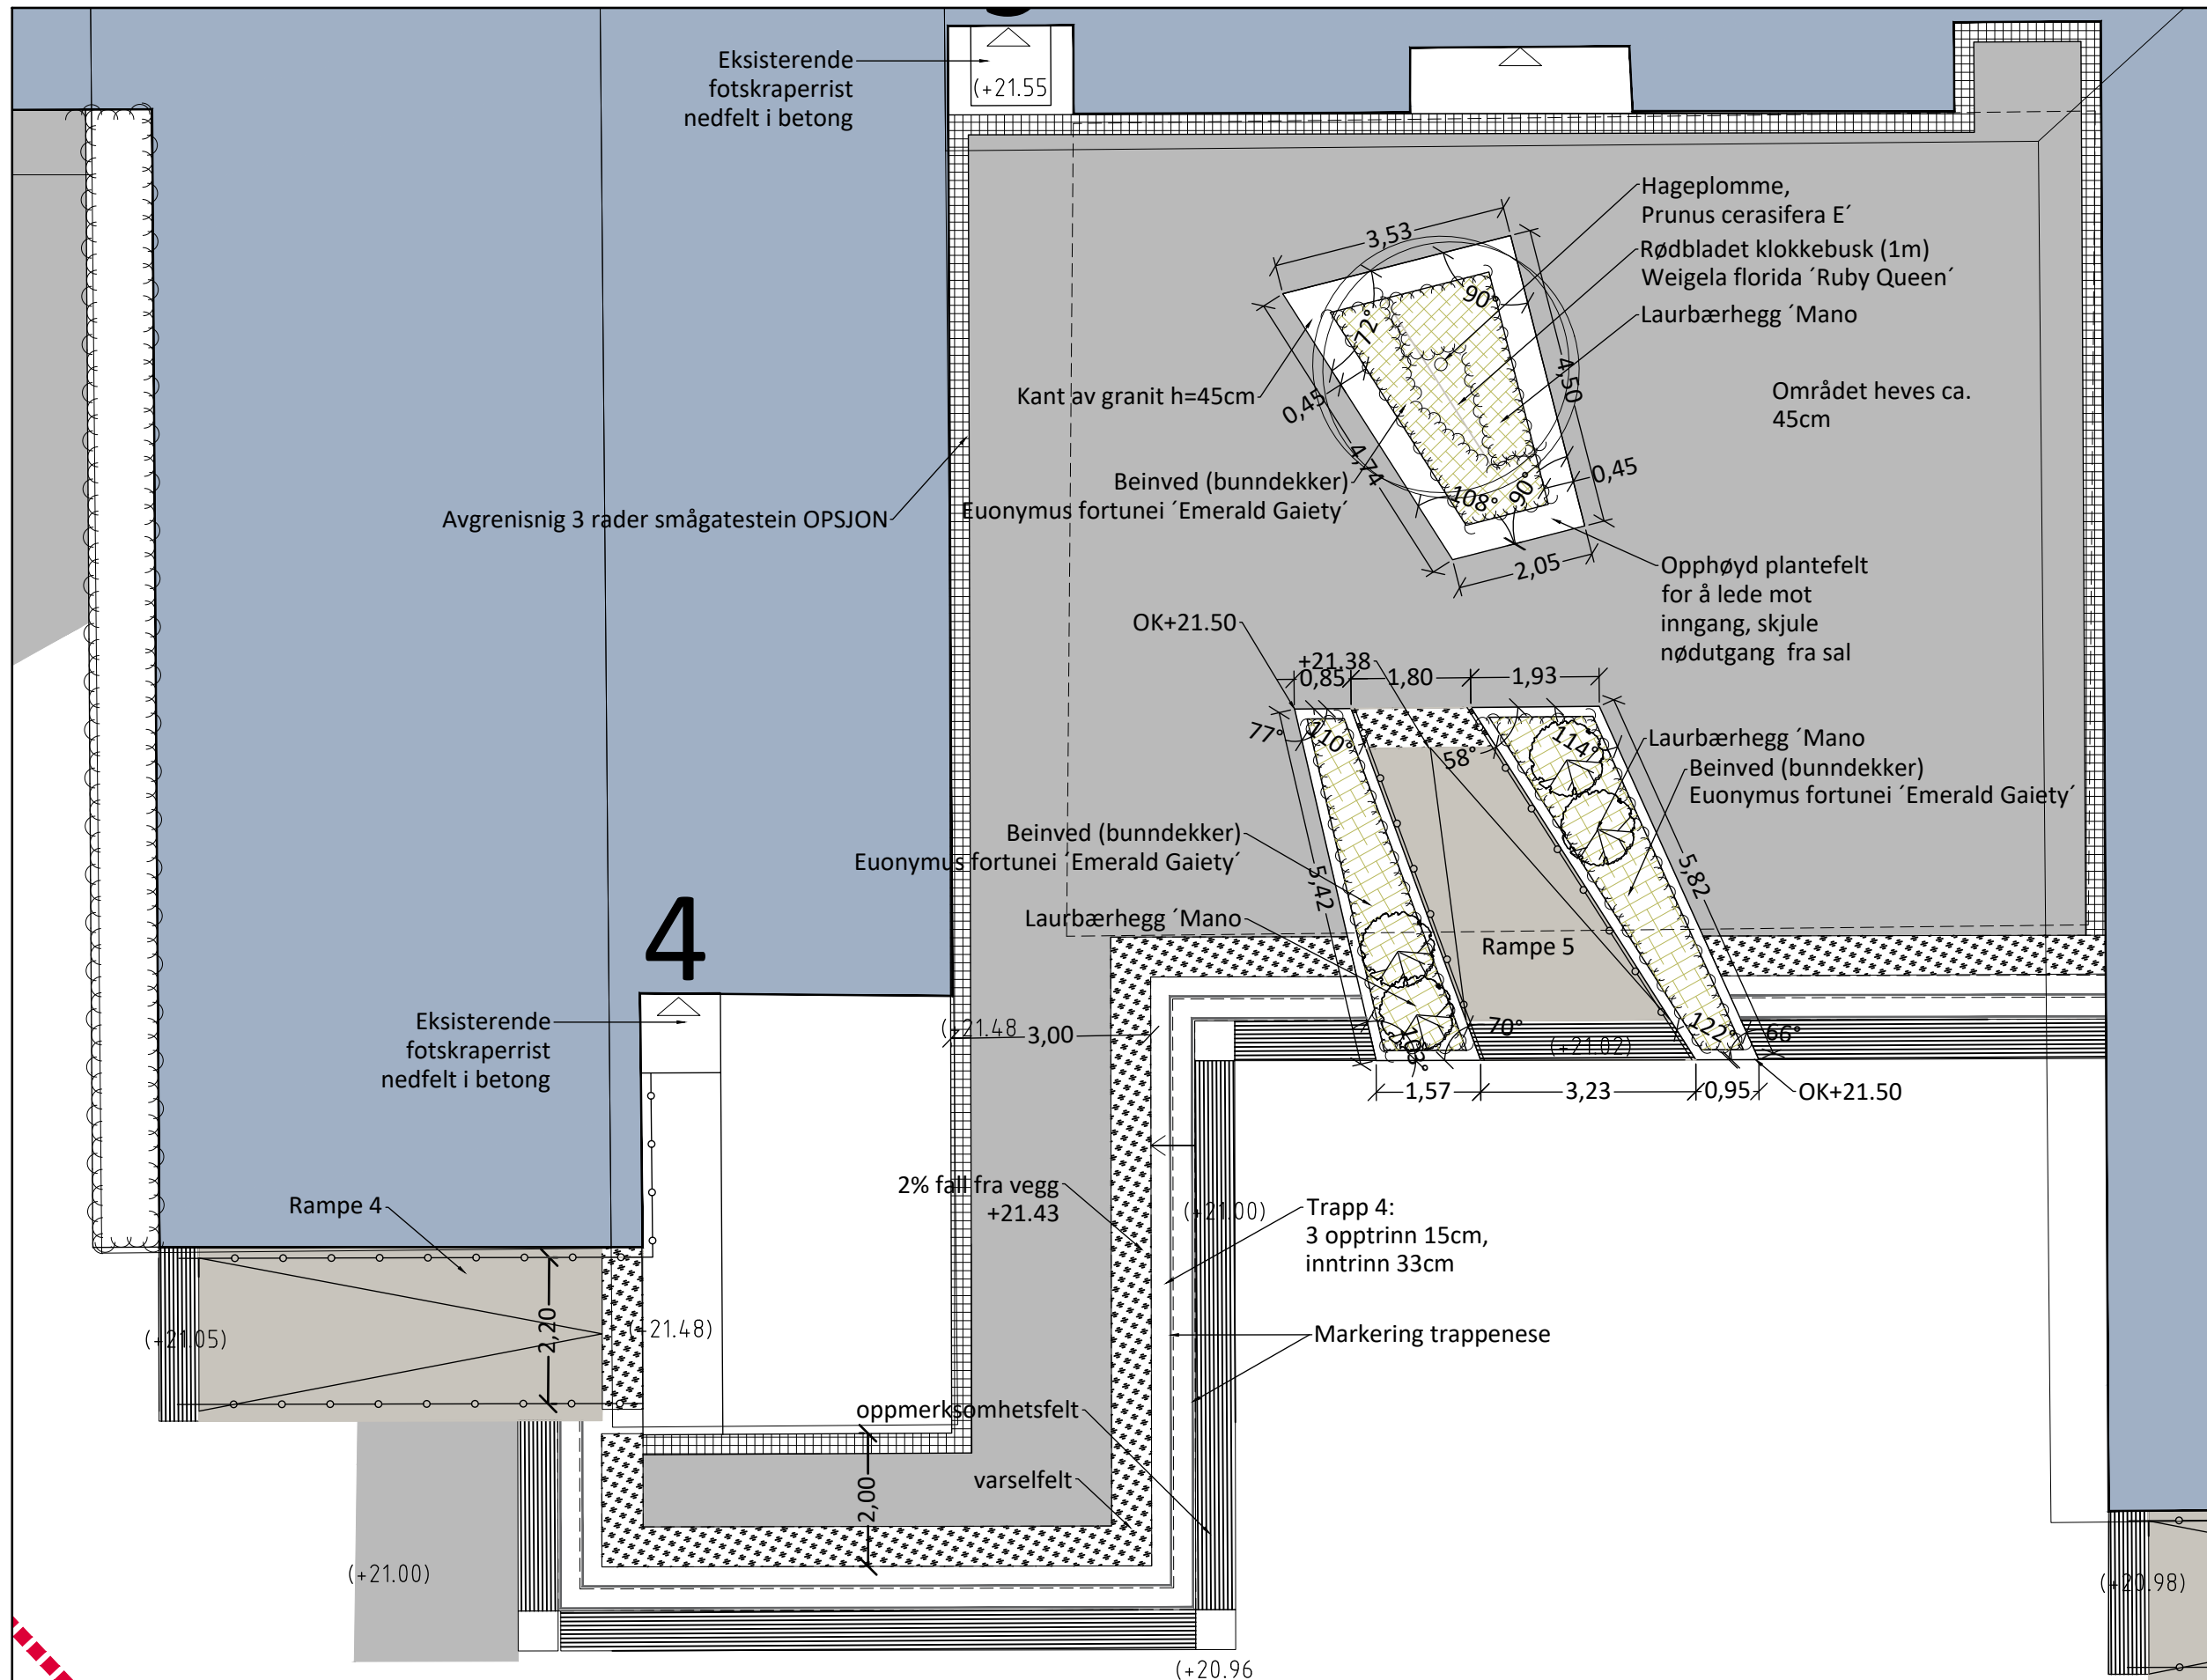 Eksisterende
fotskraperrist
nedfelt i betong
(+21.55
Hageplomme,
Prunus cerasifera E´
Rødbladet klokkebusk (1m)
Weigela florida ´Ruby Queen´
Laurbærhegg ´Mano
Området heves ca.
45cm
3,53
90°
72°
4,50
Kant av granit h=45cm
0,45
4,74
Beinved (bunndekker)
Euonymus fortunei ´Emerald Gaiety´
108°
90°
0,45
2,05
Avgrenisnig 3 rader smågatestein OPSJON
Opphøyd plantefelt
for å lede mot
inngang, skjule
nødutgang fra sal
OK+21.50
+21.38
0,85
1,80
1,93
77°
110°
58°
114°
Laurbærhegg ´Mano
Beinved (bunndekker)
Euonymus fortunei ´Emerald Gaiety´
Beinved (bunndekker)
Euonymus fortunei ´Emerald Gaiety´
5,42
5,82
Laurbærhegg ´Mano
Rampe 5
4
Eksisterende
fotskraperrist
nedfelt i betong
(+21.48
3,00
103°
70°
(+21.02)
122°
66°
1,57
3,23
0,95
OK+21.50
2% fall fra vegg
+21.43
(+21.00)
Trapp 4:
3 opptrinn 15cm,
inntrinn 33cm
Rampe 4
(+21.05)
2,20
(+21.48)
Markering trappenese
oppmerksomhetsfelt
varselfelt
2,00
(+21.00)
(+20.98)
(+20.96